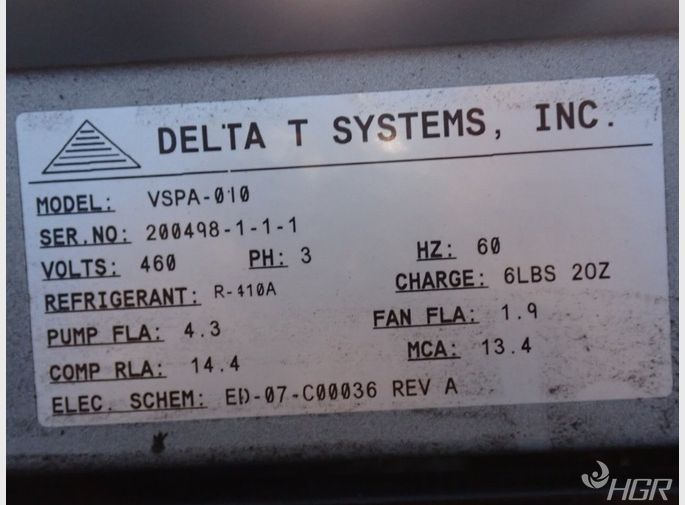 DELTA T SYSTEMS, INC.
MODEL: VSPA-010
SER.NO: 200498-1-1-1
VOLTS: 460 PH: 3 HZ: 60
REFRIGERANT: R-410A CHARGE: 6LBS 2OZ
PUMP FLA: 4.3 FAN FLA: 1.9
COMP RLA: 14.4 MCA: 13.4
ELEC. SCHEM: ED-07-C00036 REV A
HGR